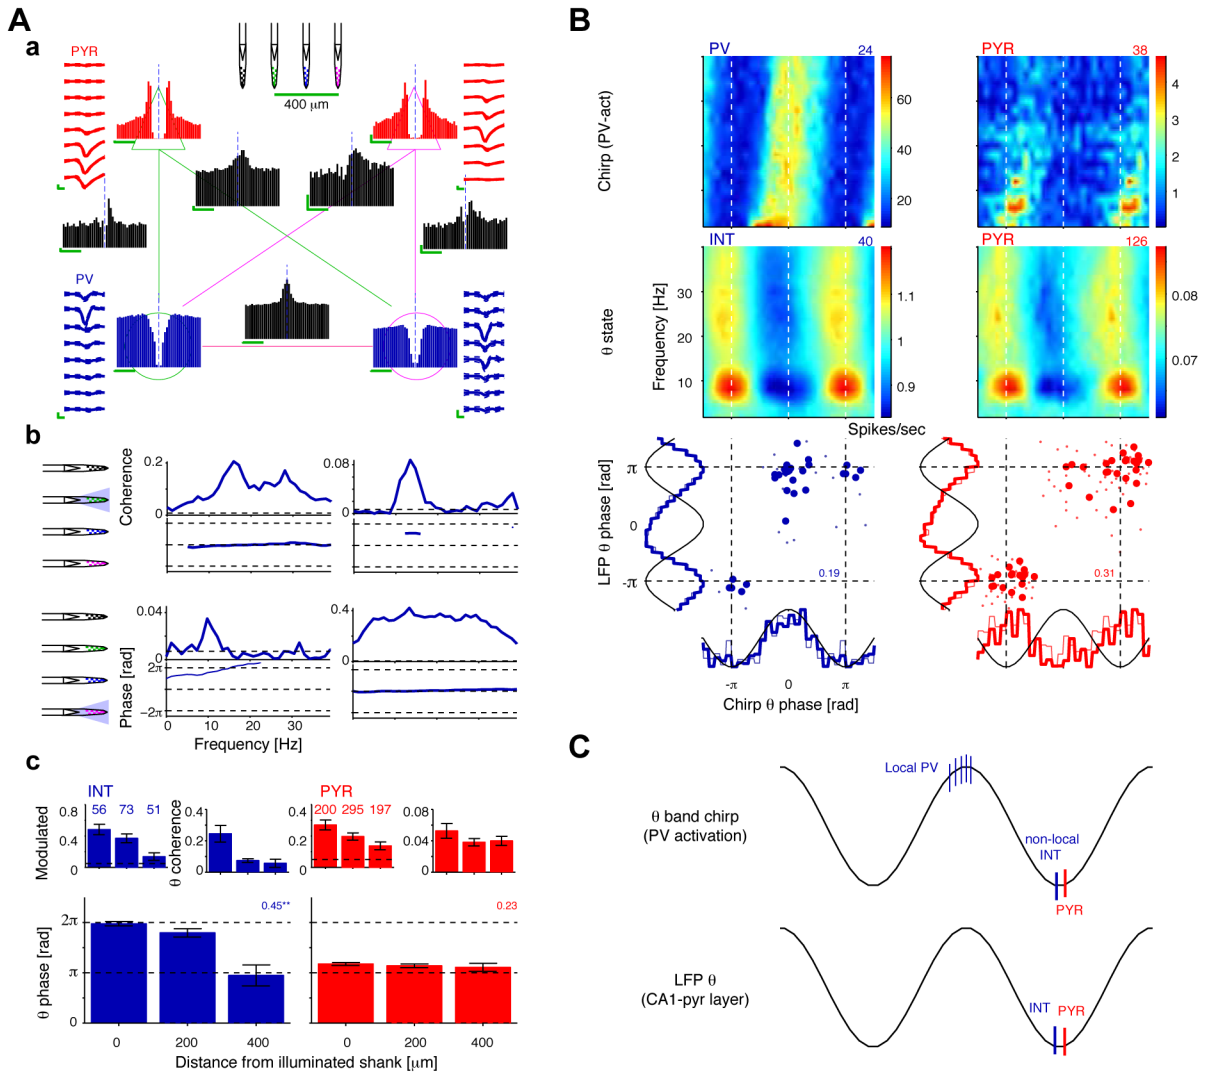 A
B
a
PYR
400 μm
PV
b
Coherence
0.2
0
0.08
0
0.04
0
0.4
0
Phase [rad]
2π
−2π
0
10
20
30
Frequency [Hz]
c
INT
PYR
Modulated
0.8
0.4
0
56
73
51
θ coherence
0.4
0.2
0
0.8
0.4
0
200
295
197
0.08
0.04
0
θ phase [rad]
2π
π
0
0.45**
0.23
0
200
400
0
200
400
Distance from illuminated shank [μm]
Chirp (PV-act)
PV
24
60
40
20
PYR
38
4
3
2
1
θ state
Frequency [Hz]
30
20
10
INT
40
1.1
1
0.9
PYR
126
0.08
0.07
Spikes/sec
LFP θ phase [rad]
π
0
-π
0.19
0.31
-π
0
π
Chirp θ phase [rad]
C
Local PV
θ band chirp
(PV activation)
non-local
INT
PYR
LFP θ
(CA1-pyr layer)
INT
PYR